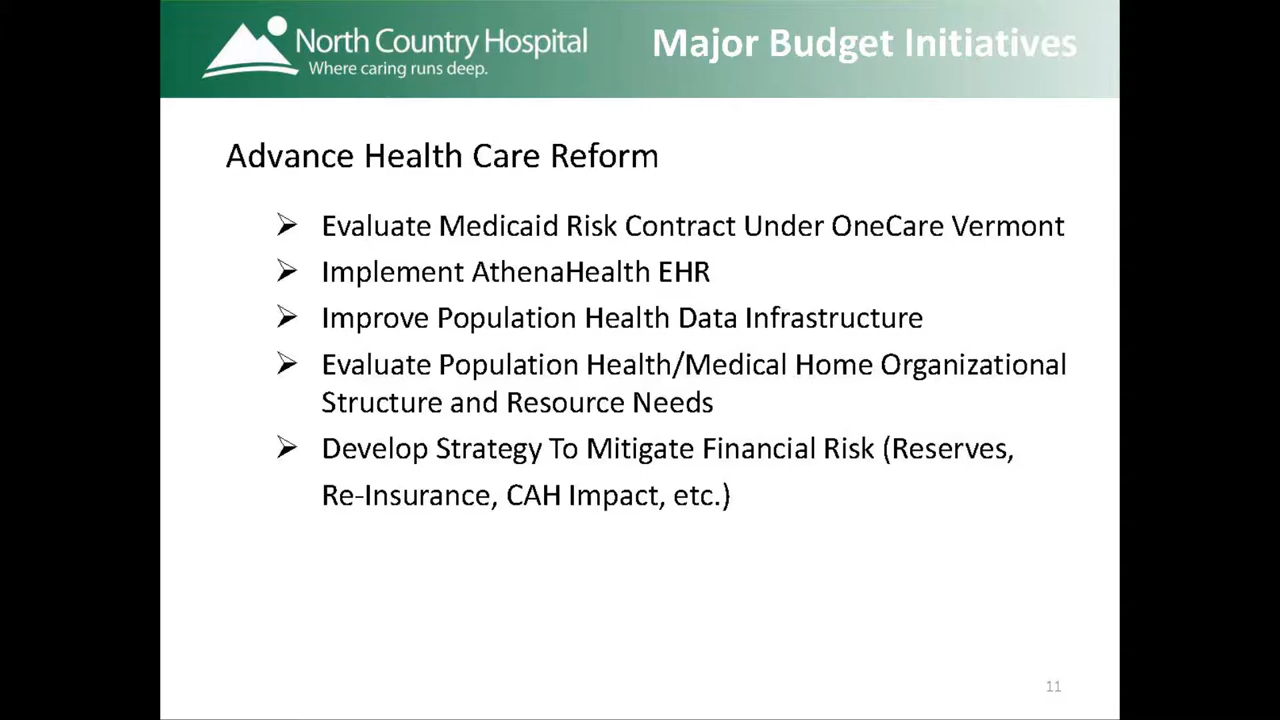 North Country Hospital
Where caring runs deep.
Major Budget Initiatives
Advance Health Care Reform
Evaluate Medicaid Risk Contract Under OneCare Vermont
Implement AthenaHealth EHR
Improve Population Health Data Infrastructure
Evaluate Population Health/Medical Home Organizational
Structure and Resource Needs
Develop Strategy To Mitigate Financial Risk (Reserves,
Re-Insurance, CAH Impact, etc.)
11